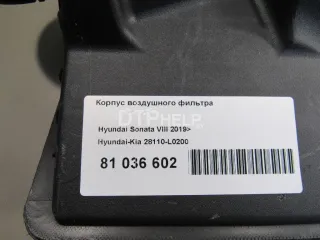 Корпус воздушного фильтра
DTPHELP
Hyundai Sonata VIII 2019>
Hyundai-Kia 28110-L0200
81 036 602